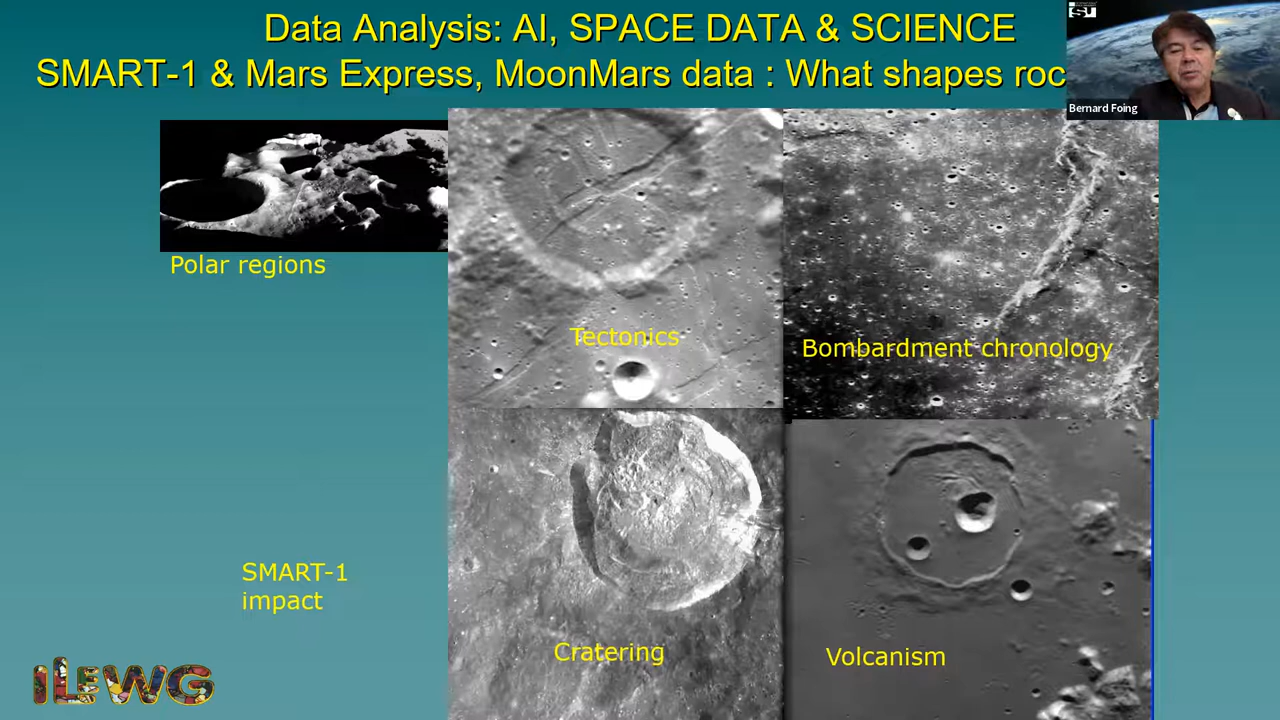 Data Analysis: AI, SPACE DATA & SCIENCE
SMART-1 & Mars Express, MoonMars data : What shapes roc
Bernard Foing
Polar regions
Tectonics
Bombardment chronology
SMART-1
impact
Cratering
Volcanism
ILEWG